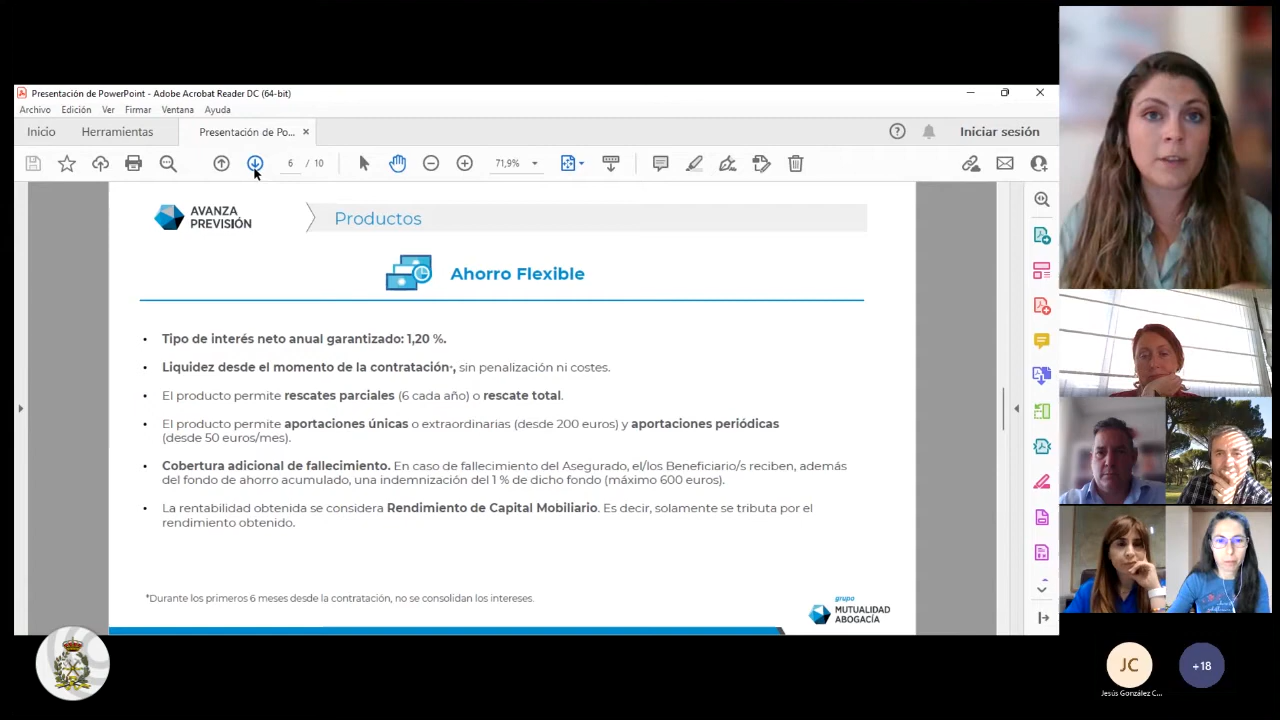 Presentación de PowerPoint - Adobe Acrobat Reader DC (64-bit)
Archivo Edición Ver Firmar Ventana Ayuda
Inicio Herramientas Presentación de Po... × Iniciar sesión
6 / 10 71,9%
AVANZA
PREVISIÓN
Productos
Ahorro Flexible
• Tipo de interés neto anual garantizado: 1,20 %.
• Liquidez desde el momento de la contratación*, sin penalización ni costes.
• El producto permite rescates parciales (6 cada año) o rescate total.
• El producto permite aportaciones únicas o extraordinarias (desde 200 euros) y aportaciones periódicas
(desde 50 euros/mes).
• Cobertura adicional de fallecimiento. En caso de fallecimiento del Asegurado, el/los Beneficiario/s reciben, además
del fondo de ahorro acumulado, una indemnización del 1 % de dicho fondo (máximo 600 euros).
• La rentabilidad obtenida se considera Rendimiento de Capital Mobiliario. Es decir, solamente se tributa por el
rendimiento obtenido.
*Durante los primeros 6 meses desde la contratación, no se consolidan los intereses.
grupo
MUTUALIDAD
ABOGACÍA
JC
+18
Jesús González C...